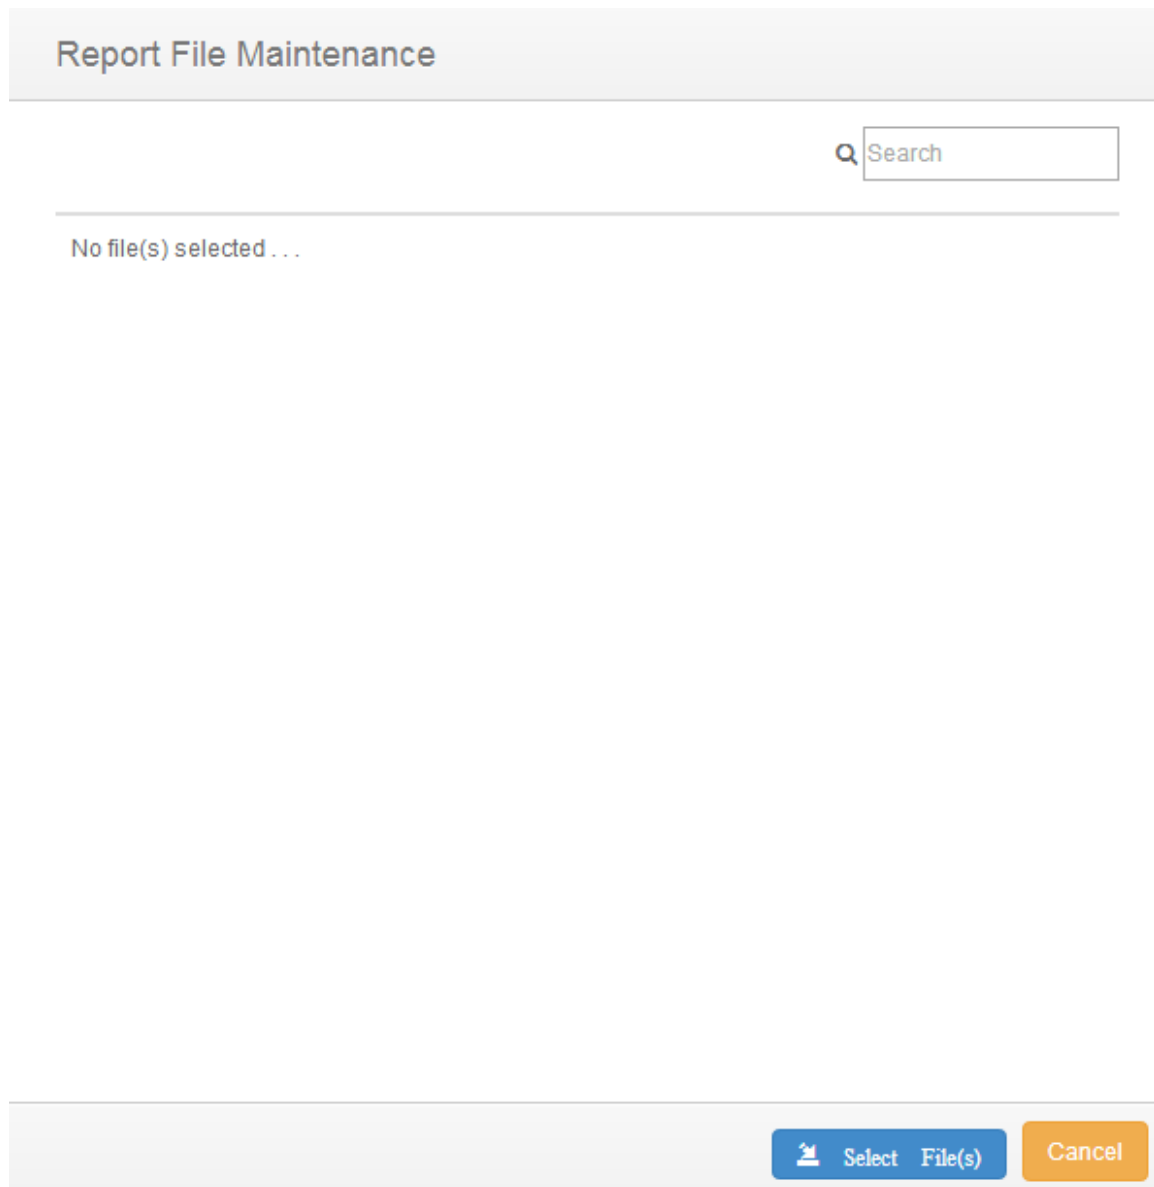 Report File Maintenance
Search
No file(s) selected . . .
Select File(s)
Cancel